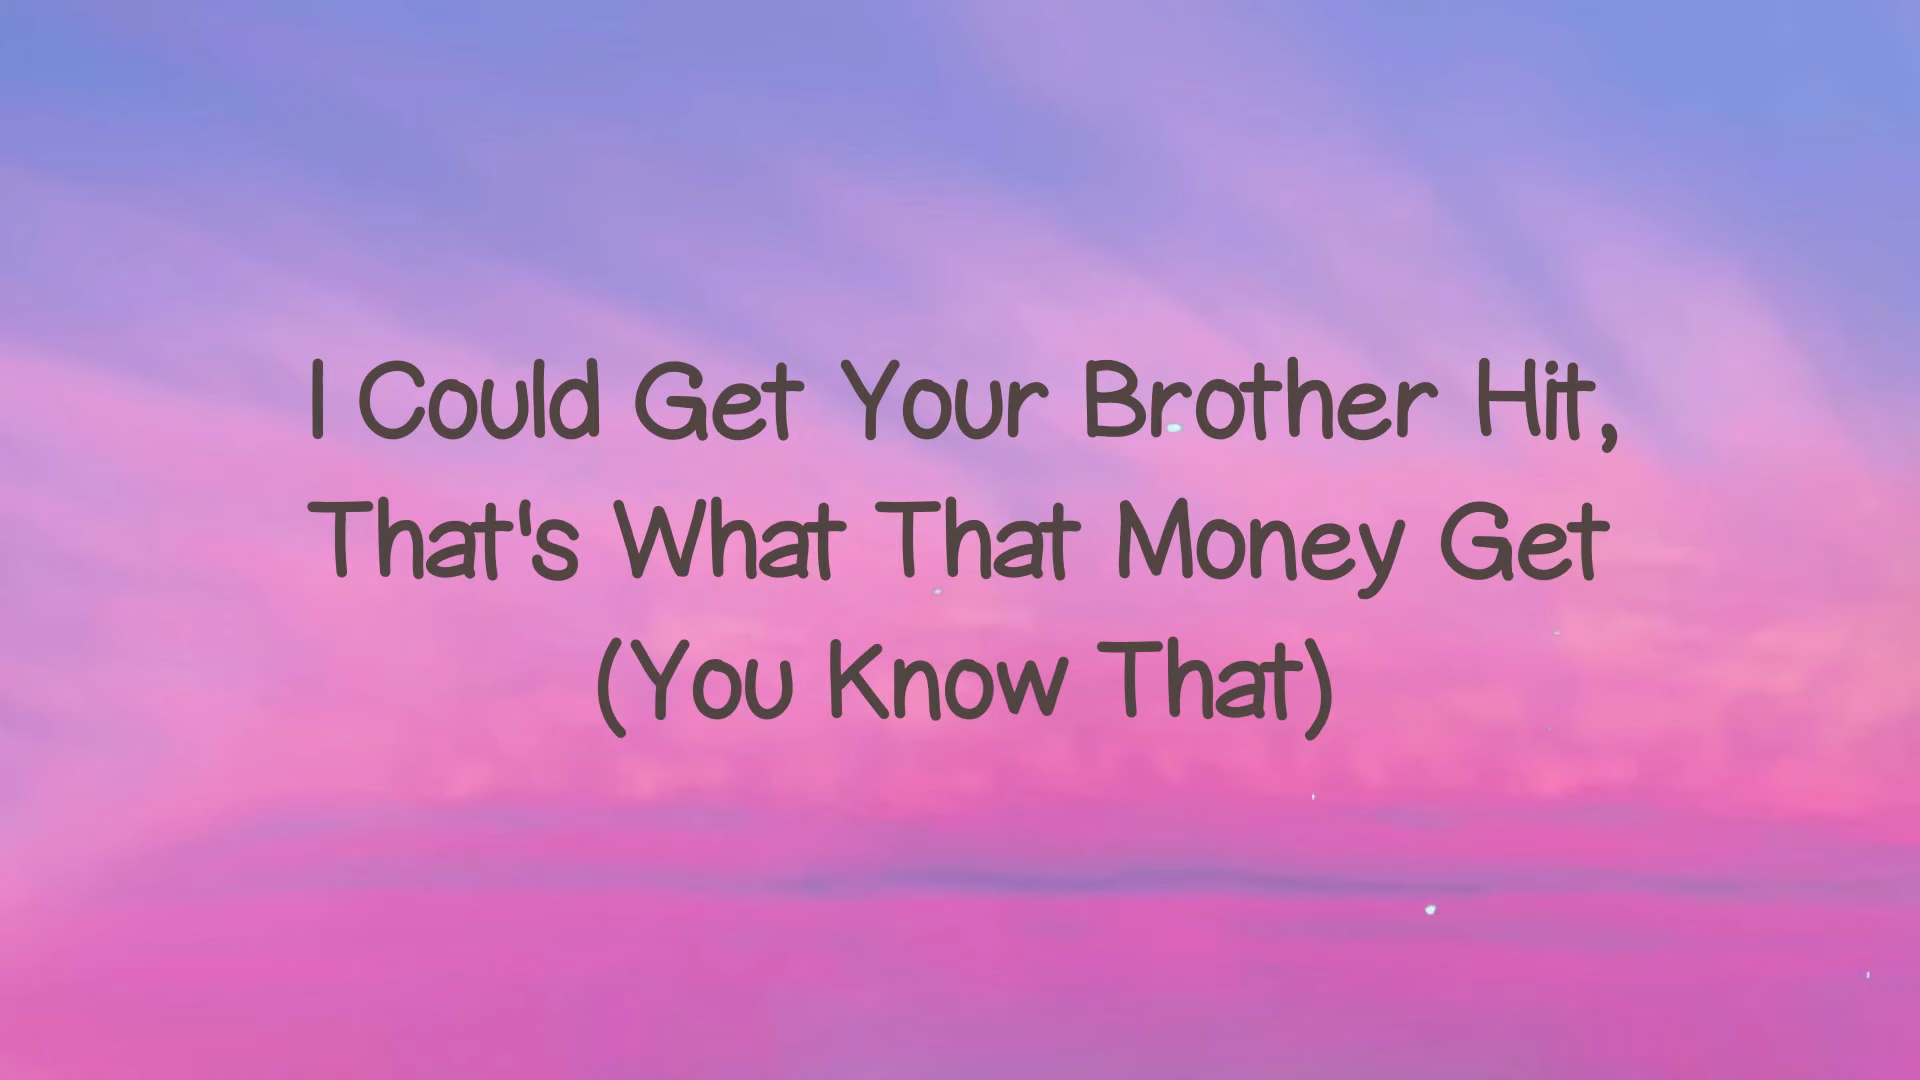 I Could Get Your Brother Hit,
That's What That Money Get
(You Know That)